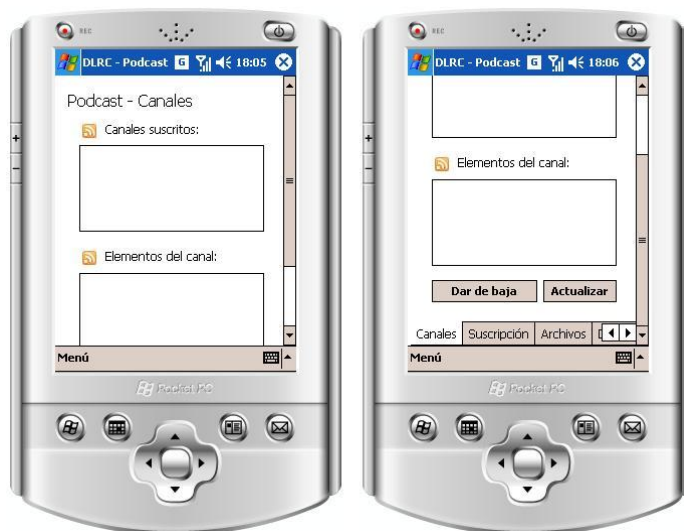 REC
DLRC - Podcast G 18:05
Podcast - Canales
Canales suscritos:
Elementos del canal:
Menú
Pocket PC
REC
DLRC - Podcast G 18:06
Elementos del canal:
Dar de baja Actualizar
Canales Suscripción Archivos
Menú
Pocket PC